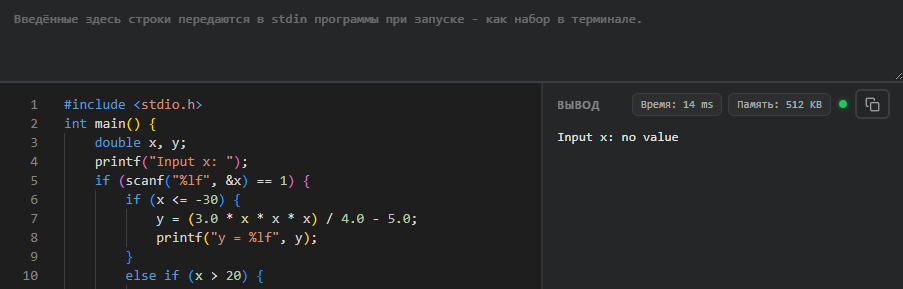 Введённые здесь строки передаются в stdin программы при запуске - как набор в терминале.
1 #include <stdio.h>
2 int main() {
3 double x, y;
4 printf("Input x: ");
5 if (scanf("%lf", &x) == 1) {
6 if (x <= -30) {
7 y = (3.0 * x * x * x) / 4.0 - 5.0;
8 printf("y = %lf", y);
9 }
10 else if (x > 20) {
ВЫВОД
Время: 14 ms
Память: 512 KB
Input x: no value